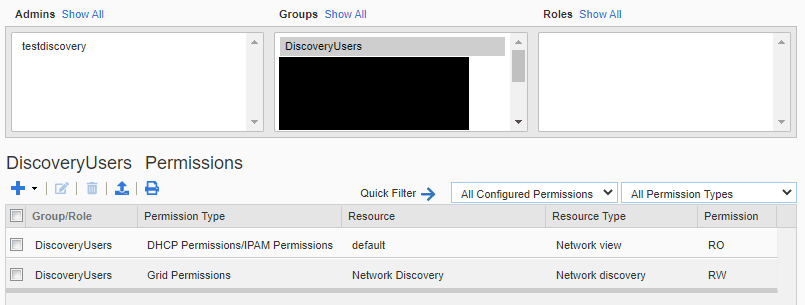 Admins Show All Groups Show All Roles Show All
testdiscovery DiscoveryUsers
DiscoveryUsers Permissions
Quick Filter All Configured Permissions All Permission Types
Group/Role Permission Type Resource Resource Type Permission
DiscoveryUsers DHCP Permissions/IPAM Permissions default Network view RO
DiscoveryUsers Grid Permissions Network Discovery Network discovery RW